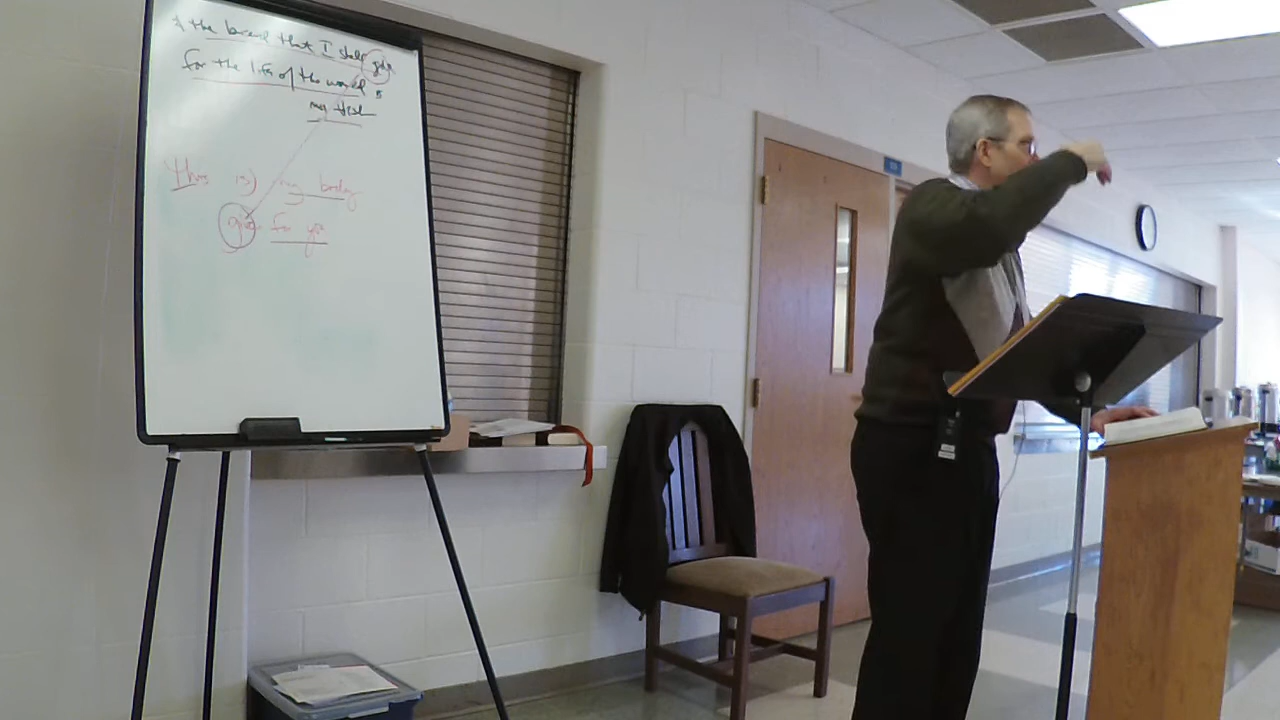 the bread that I shall give
for the life of the world is
my flesh
This is my body
given for you